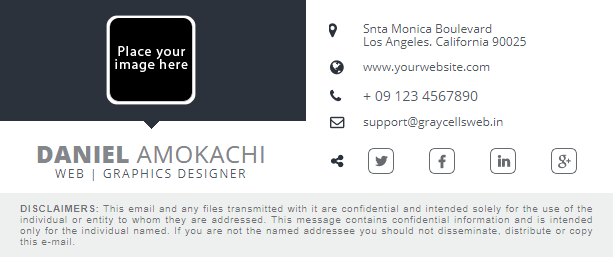 Place your
image here
DANIEL AMOKACHI
WEB | GRAPHICS DESIGNER
Snta Monica Boulevard
Los Angeles. California 90025
www.yourwebsite.com
+ 09 123 4567890
support@graycellsweb.in
f
in
g+
DISCLAIMERS: This email and any files transmitted with it are confidential and intended solely for the use of the
individual or entity to whom they are addressed. This message contains confidential information and is intended
only for the individual named. If you are not the named addressee you should not disseminate, distribute or copy
this e-mail.